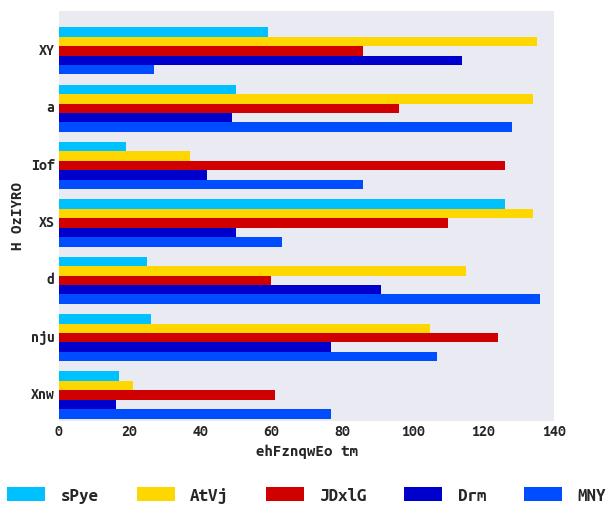 XY
a
Iof
XS
d
nju
Xnw
H OzIYRO
0 20 40 60 80 100 120 140
ehFznqwEo tm
sPye AtVj JDxlG Drm MNY